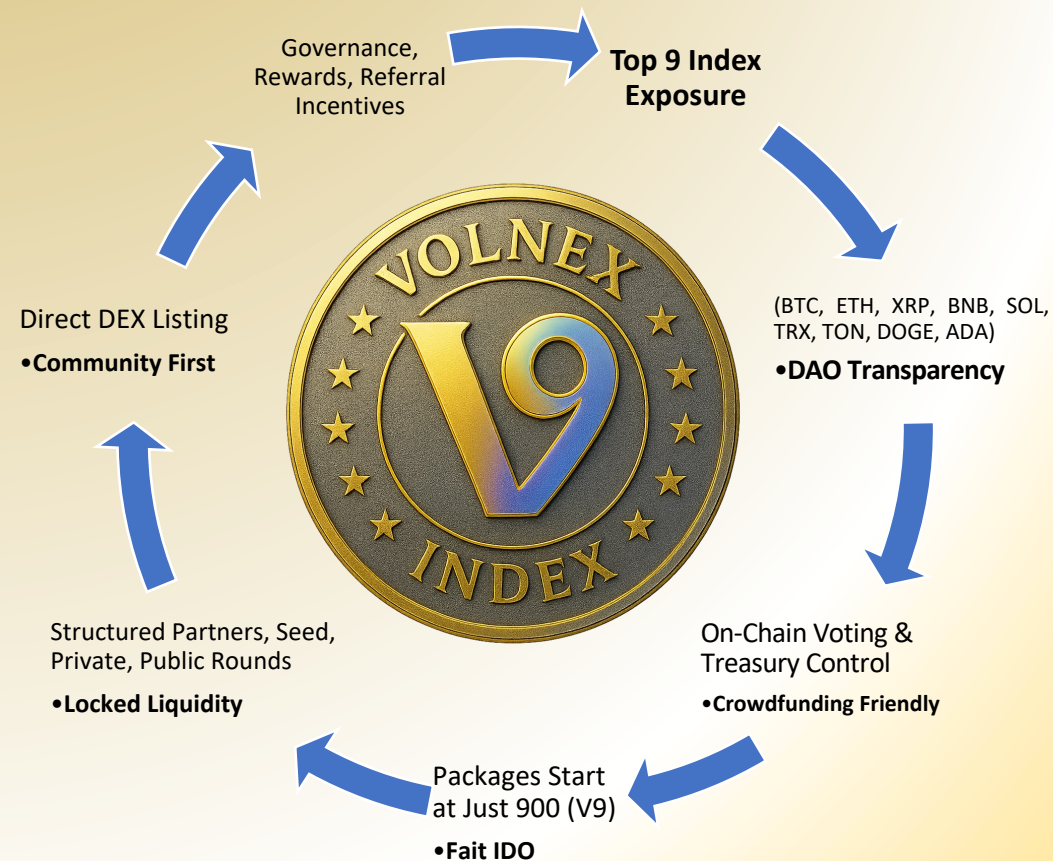 Governance,
Rewards, Referral
Incentives
Top 9 Index
Exposure
(BTC, ETH, XRP, BNB, SOL,
TRX, TON, DOGE, ADA)
•DAO Transparency
On-Chain Voting &
Treasury Control
•Crowdfunding Friendly
Packages Start
at Just 900 (V9)
•Fait IDO
Structured Partners, Seed,
Private, Public Rounds
•Locked Liquidity
Direct DEX Listing
•Community First
VOLNEX
V9
INDEX